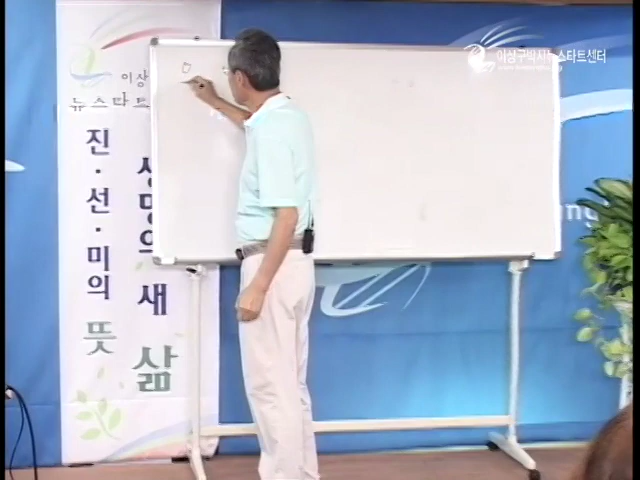 이상구박사뉴스타트센터
이상
뉴스타트
진·선·미의 뜻
생명의 새 삶